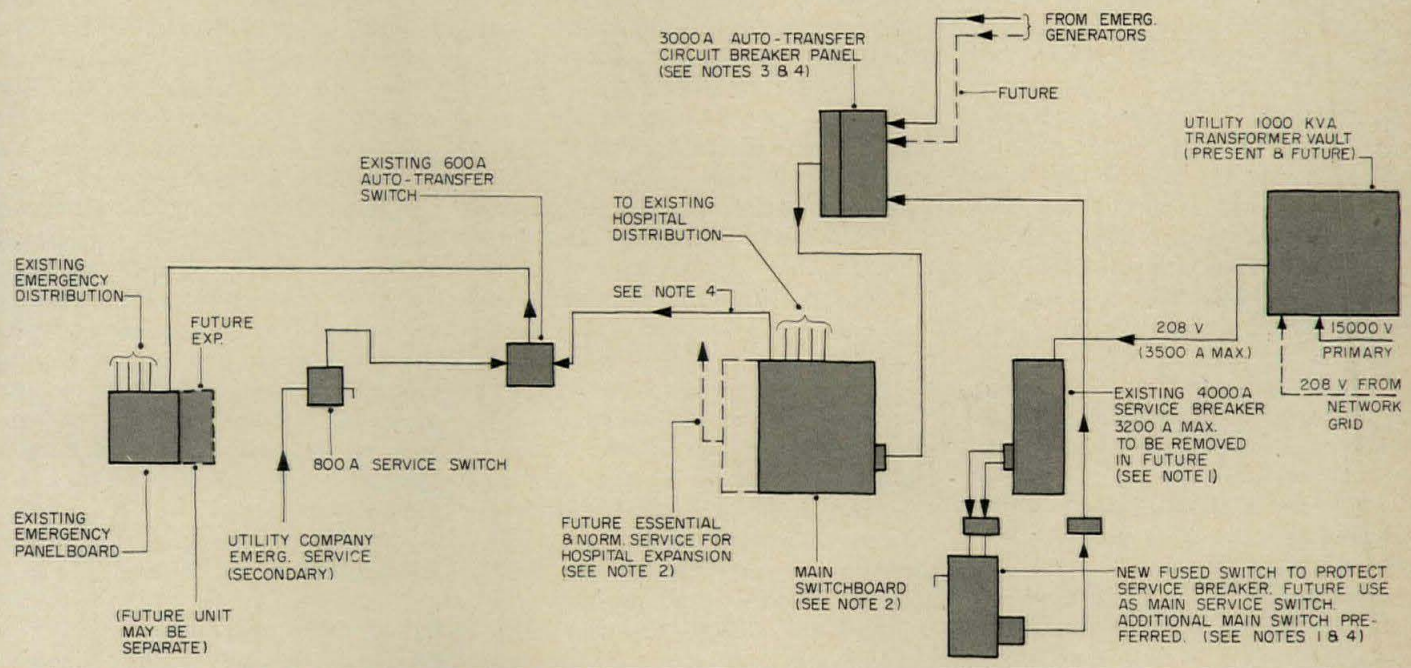 FROM EMERG.
GENERATORS
3000 A AUTO-TRANSFER
CIRCUIT BREAKER PANEL
(SEE NOTES 3 & 4)
FUTURE
UTILITY 1000 KVA
TRANSFORMER VAULT
(PRESENT & FUTURE)
EXISTING 600 A
AUTO-TRANSFER
SWITCH
TO EXISTING
HOSPITAL
DISTRIBUTION
EXISTING
EMERGENCY
DISTRIBUTION
SEE NOTE 4
FUTURE
EXP.
208 V
(3500 A MAX.)
15000 V
PRIMARY
208 V FROM
NETWORK
GRID
EXISTING 4000 A
SERVICE BREAKER
3200 A MAX.
TO BE REMOVED
IN FUTURE
(SEE NOTE 1)
800 A SERVICE SWITCH
EXISTING
EMERGENCY
PANELBOARD
UTILITY COMPANY
EMERG. SERVICE
(SECONDARY)
FUTURE ESSENTIAL
& NORM. SERVICE FOR
HOSPITAL EXPANSION
(SEE NOTE 2)
MAIN
SWITCHBOARD
(SEE NOTE 2)
NEW FUSED SWITCH TO PROTECT
SERVICE BREAKER. FUTURE USE
AS MAIN SERVICE SWITCH.
ADDITIONAL MAIN SWITCH PRE-
FERRED. (SEE NOTES 1 & 4)
(FUTURE UNIT
MAY BE
SEPARATE)